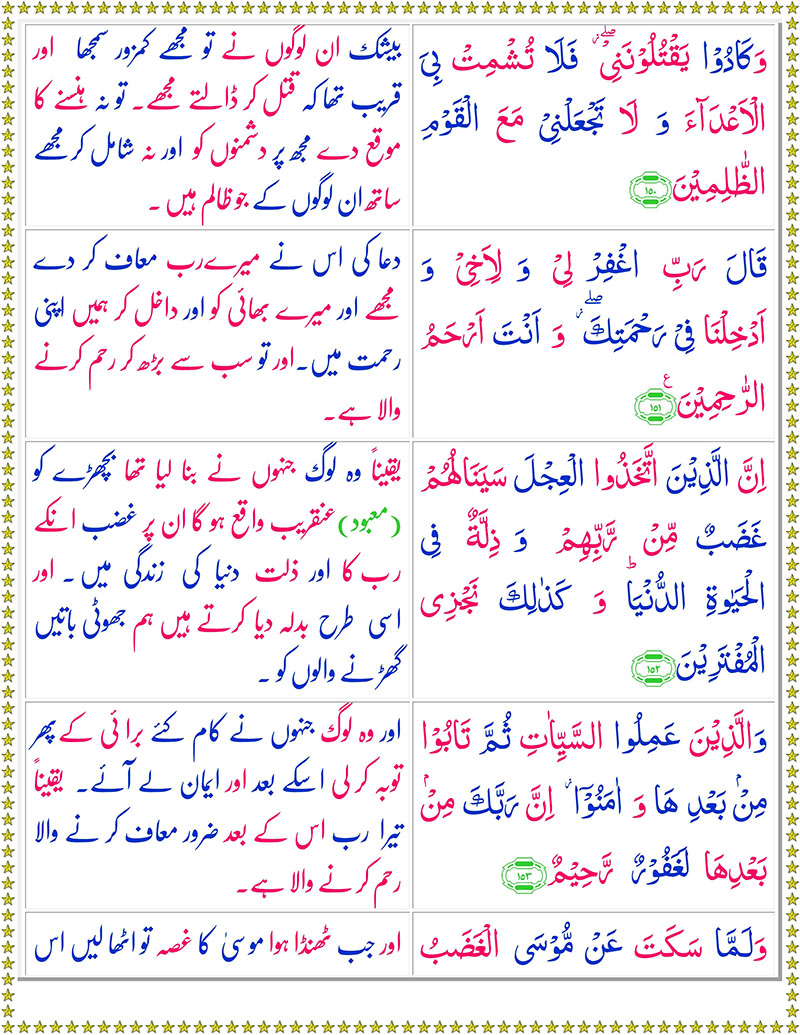 وَكَادُوۡا يَقۡتُلُوۡنَنِىۡ ‌ۖ فَلَا تُشۡمِتۡ بِىَ
الۡاَعۡدَآءَ وَ لَا تَجۡعَلۡنِىۡ مَعَ الۡقَوۡمِ
الظّٰلِمِيۡنَ ۱۵۰
بیشک ان لوگوں نے تو مجھے کمزور سمجھا اور
قریب تھا کہ قتل کر ڈالتے مجھے۔ تو نہ ہنسنے کا
موقع دے مجھ پر دشمنوں کو اور نہ شامل کر مجھے
ساتھ ان لوگوں کے جو ظالم ہیں ۔
قَالَ رَبِّ اغۡفِرۡ لِىۡ وَ لِاَخِىۡ وَ
اَدۡخِلۡنَا فِىۡ رَحۡمَتِكَ ‌ۖ وَ اَنۡتَ اَرۡحَمُ
الرّٰحِمِيۡنَ ع ۱۵۱
دعا کی اس نے میرے رب معاف کر دے
مجھے اور میرے بھائی کو اور داخل کر ہمیں اپنی
رحمت میں۔ اور تو سب سے بڑھ کر رحم کرنے
والا ہے۔
اِنَّ الَّذِيۡنَ اتَّخَذُوا الۡعِجۡلَ سَيَنَالُهُمۡ
غَضَبٌ مِّنۡ رَّبِّهِمۡ وَ ذِلَّةٌ فِى
الۡحَيٰوةِ الدُّنۡيَا‌ ؕ وَ كَذٰلِكَ نَجۡزِى
الۡمُفۡتَرِيۡنَ ۱۵۲
یقیناً وہ لوگ جنہوں نے بنا لیا تھا بچھڑے کو
(معبود) عنقریب واقع ہو گا ان پر غضب انکے
رب کا اور ذلت دنیا کی زندگی میں ۔ اور
اسی طرح بدلہ دیا کرتے ہیں ہم جھوٹی باتیں
گھڑنے والوں کو ۔
وَالَّذِيۡنَ عَمِلُوا السَّيِّاٰتِ ثُمَّ تَابُوۡا
مِنۡۢ بَعۡدِ هَا وَ اٰمَنُوۡۤا اِنَّ رَبَّكَ مِنۡۢ
بَعۡدِهَا لَغَفُوۡرٌ رَّحِيۡمٌ ۱۵۳
اور وہ لوگ جنہوں نے کام کئے برائی کے پھر
توبہ کر لی اسکے بعد اور ایمان لے آئے۔ یقیناً
تیرا رب اس کے بعد ضرور معاف کرنے والا
رحم کرنے والا ہے۔
وَلَمَّا سَكَتَ عَنۡ مُّوۡسَى الۡغَضَبُ
اور جب ٹھنڈا ہوا موسیٰ کا غصہ تو اٹھا لیں اس